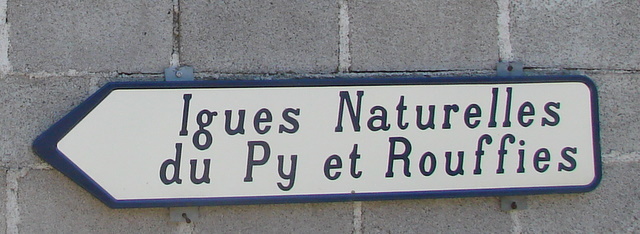 Igues Naturelles
du Py et Rouffies